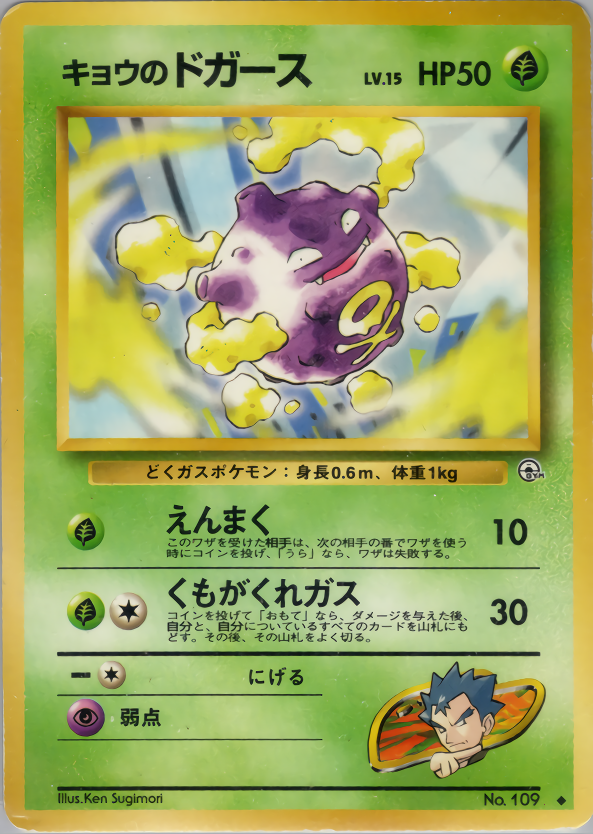 キョウのドガース LV.15 HP50
どくガスポケモン：身長0.6m、体重1kg
GYM
えんまく 10
このワザを受けた相手は、次の相手の番でワザを使う
時にコインを投げ、「うら」なら、ワザは失敗する。
くもがくれガス 30
コインを投げて「おもて」なら、ダメージを与えた後、
自分と、自分についているすべてのカードを山札にも
どす。その後、その山札をよく切る。
にげる
弱点
Illus.Ken Sugimori No. 109 ◆